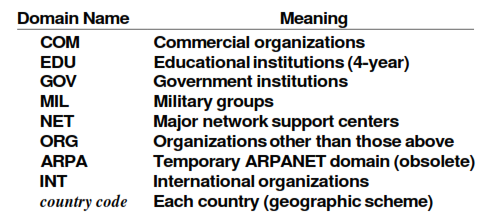 Domain Name Meaning
COM Commercial organizations
EDU Educational institutions (4-year)
GOV Government institutions
MIL Military groups
NET Major network support centers
ORG Organizations other than those above
ARPA Temporary ARPANET domain (obsolete)
INT International organizations
country code Each country (geographic scheme)